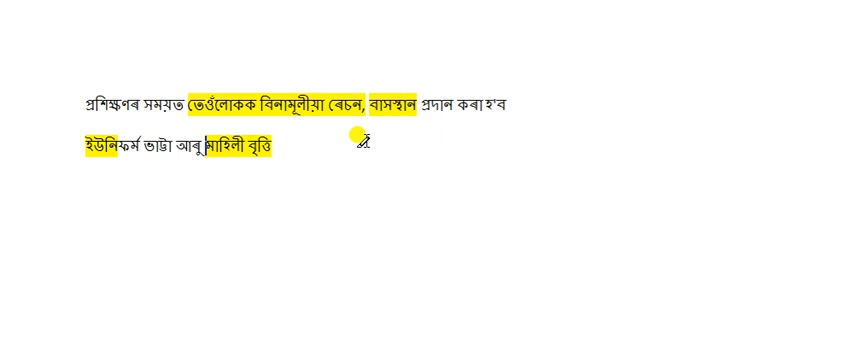 প্ৰশিক্ষণৰ সময়ত তেওঁলোকক বিনামূলীয়া ৰেচন, বাসস্থান প্ৰদান কৰা হ'ব
ইউনিফৰ্ম ভাট্টা আৰু মাহিলী বৃত্তি